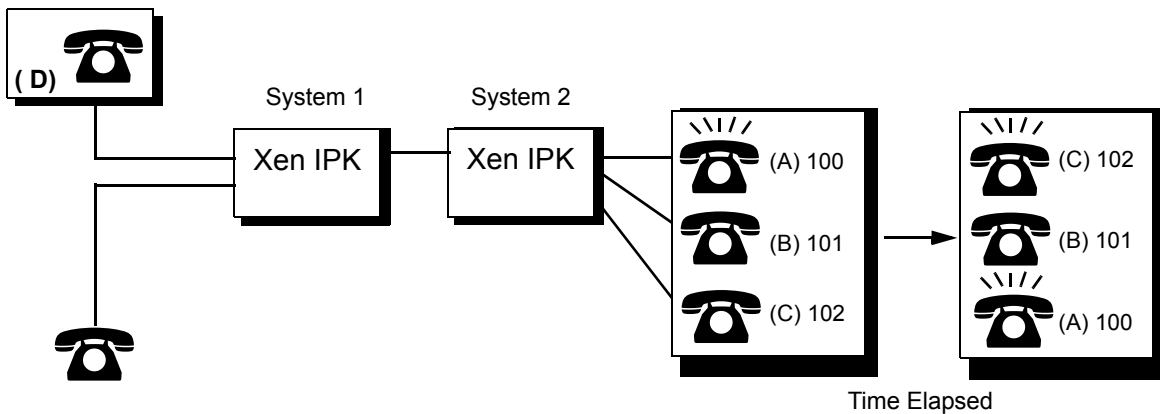 ( D)
System 1
System 2
Xen IPK
Xen IPK
(A) 100
(B) 101
(C) 102
(C) 102
(B) 101
(A) 100
Time Elapsed